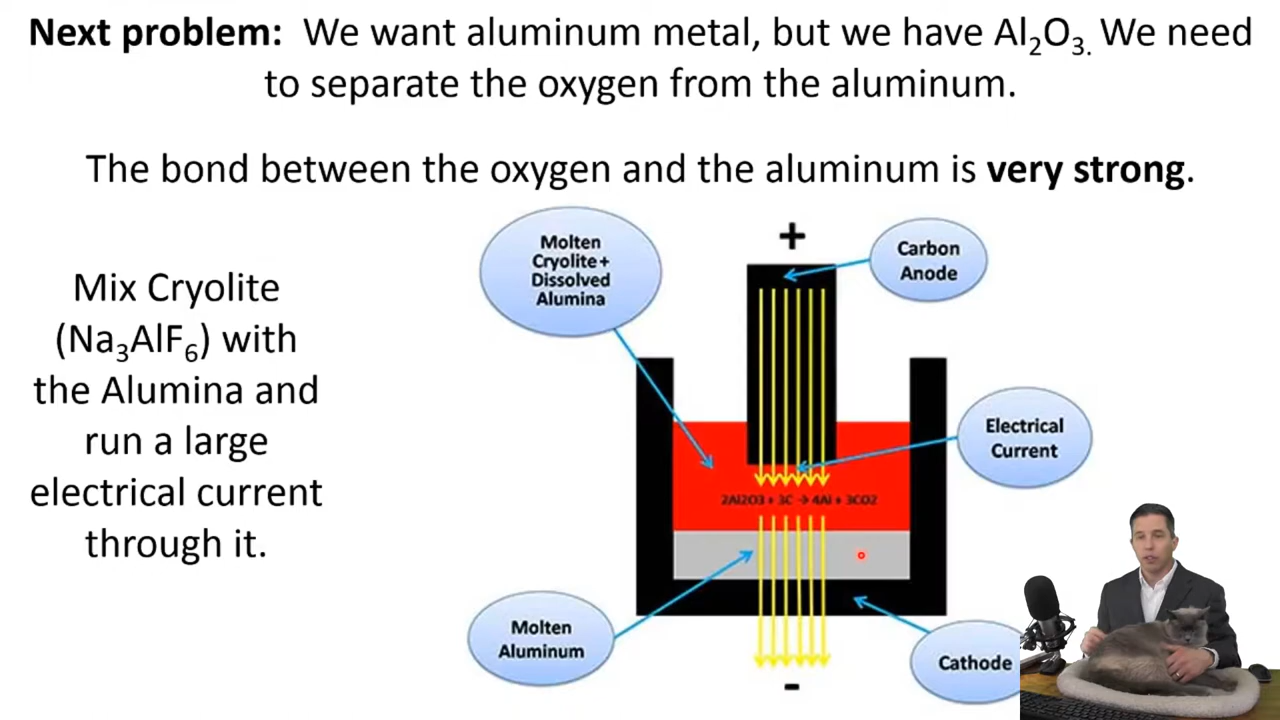 Next problem: We want aluminum metal, but we have Al₂O₃. We need
to separate the oxygen from the aluminum.
The bond between the oxygen and the aluminum is very strong.
Mix Cryolite
(Na₃AlF₆) with
the Alumina and
run a large
electrical current
through it.
Molten
Cryolite+
Dissolved
Alumina
+
Carbon
Anode
Electrical
Current
2Al2O3 + 3C → 4Al + 3CO2
Molten
Aluminum
Cathode
-